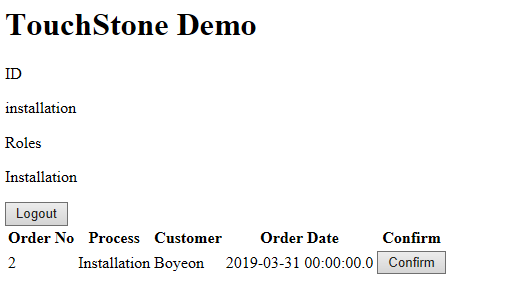 TouchStone Demo
ID
installation
Roles
Installation
Logout
Order No Process Customer Order Date Confirm
2 Installation Boyeon 2019-03-31 00:00:00.0 Confirm